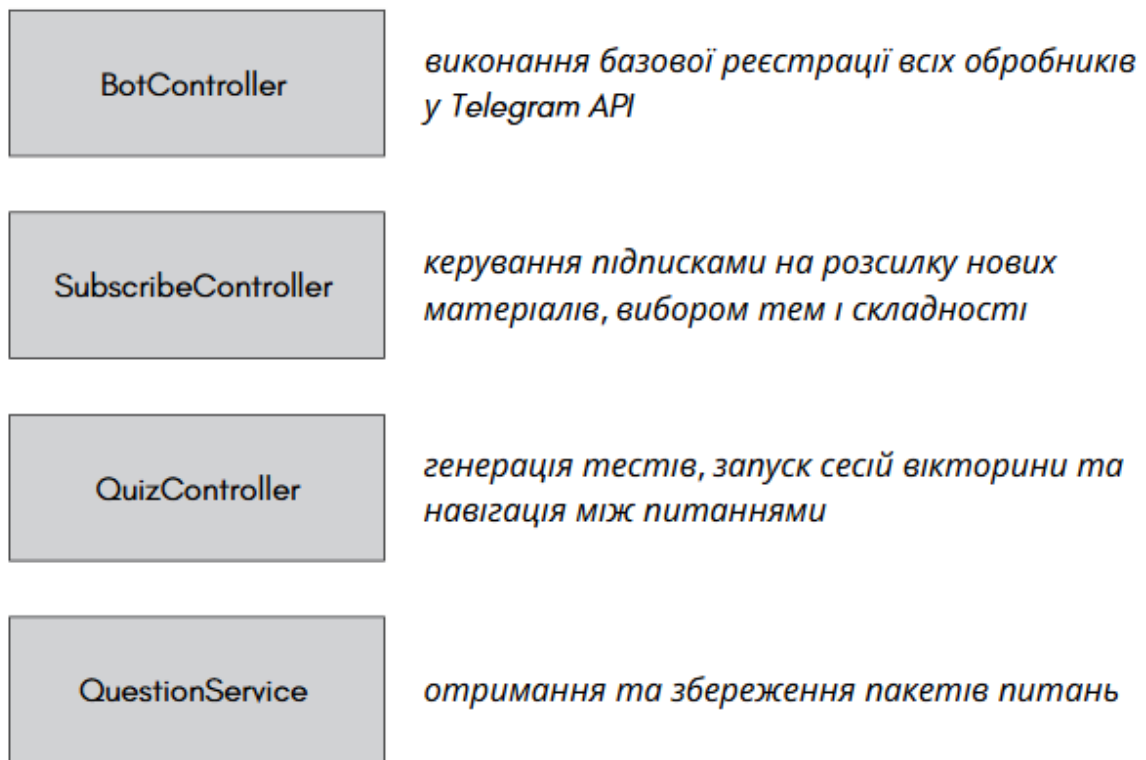 BotController
виконання базової реєстрації всіх обробників
у Telegram API
SubscribeController
керування підписками на розсилку нових
матеріалів, вибором тем і складності
QuizController
генерація тестів, запуск сесій вікторини та
навігація між питаннями
QuestionService
отримання та збереження пакетів питань